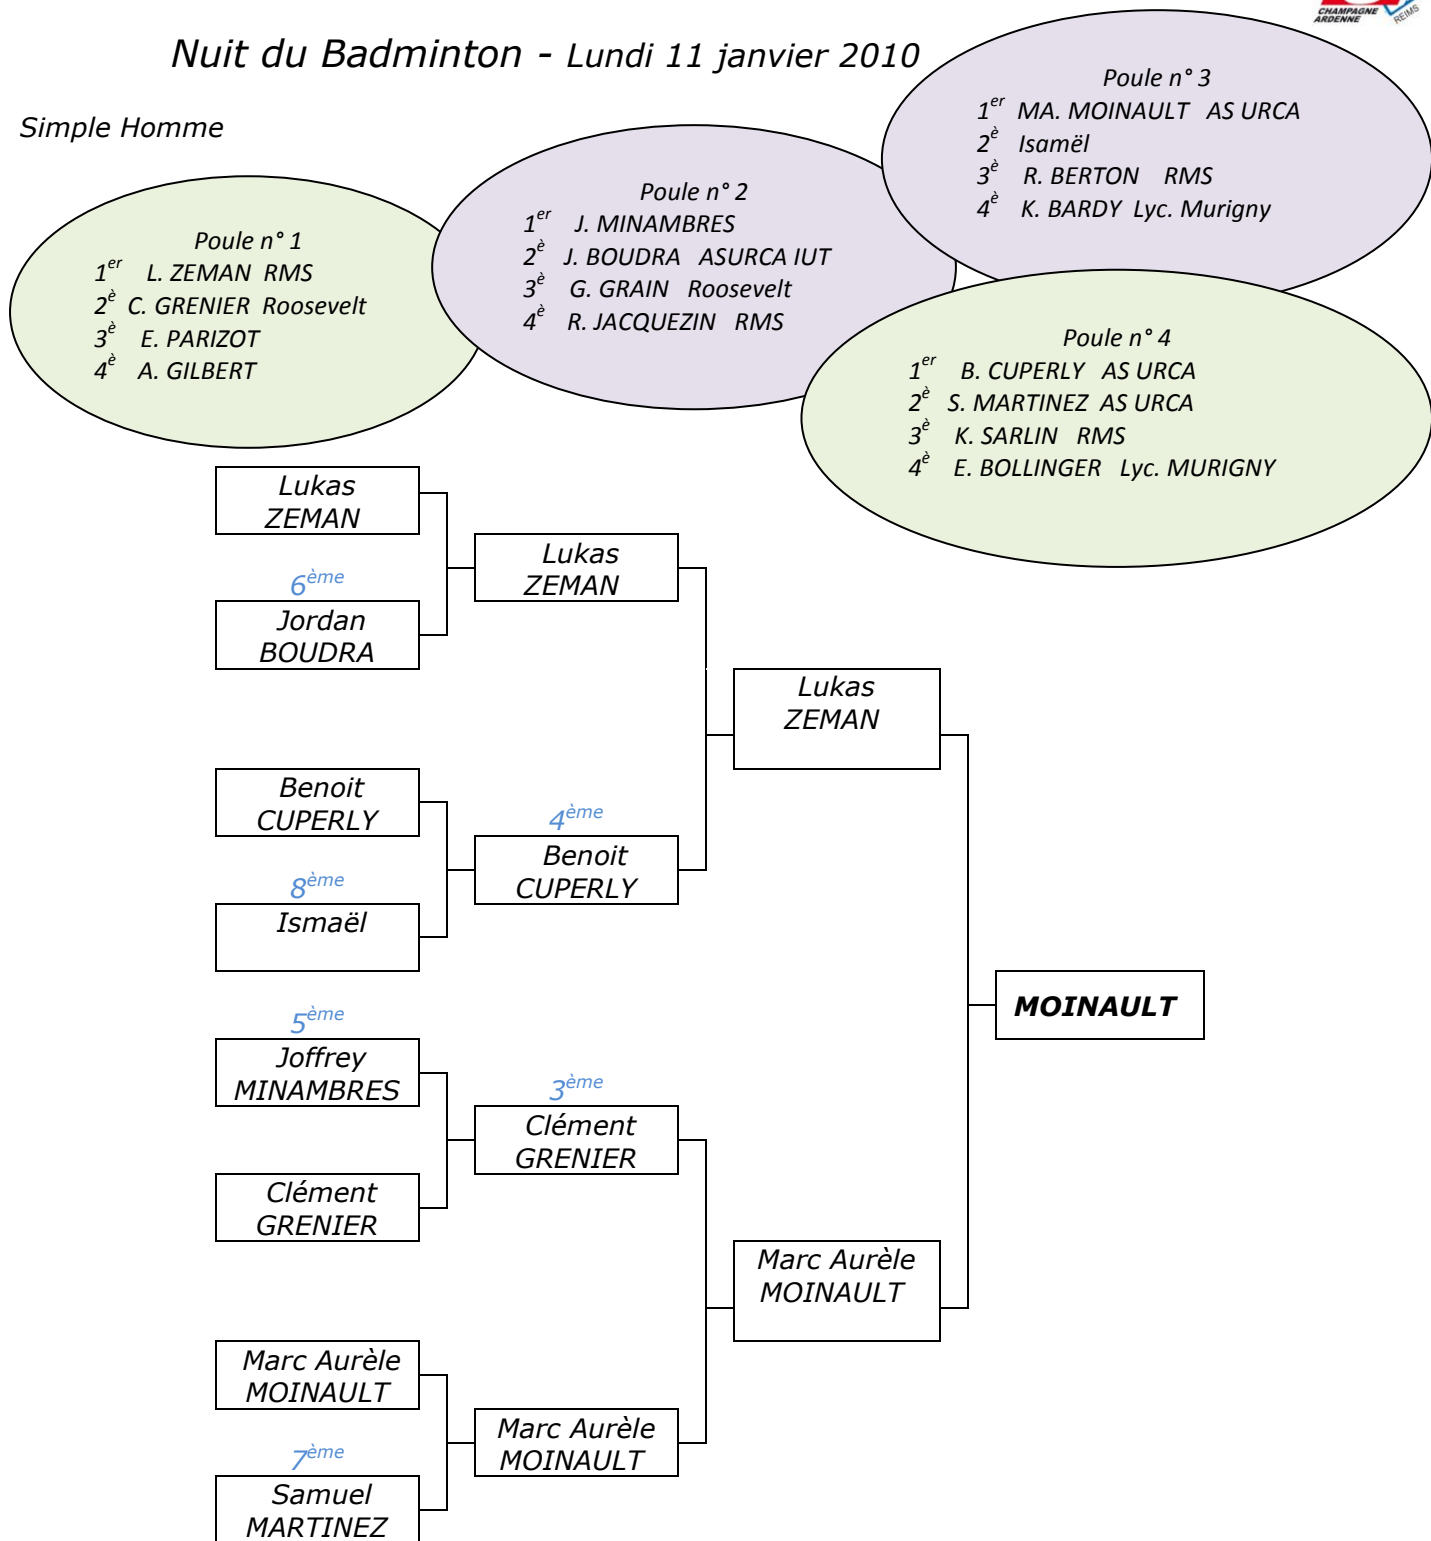 CHAMPAGNE
ARDENNE
REIMS
Nuit du Badminton - Lundi 11 janvier 2010
Simple Homme
Poule n° 1
1er L. ZEMAN RMS
2è C. GRENIER Roosevelt
3è E. PARIZOT
4è A. GILBERT
Poule n° 2
1er J. MINAMBRES
2è J. BOUDRA ASURCA IUT
3è G. GRAIN Roosevelt
4è R. JACQUEZIN RMS
Poule n° 3
1er MA. MOINAULT AS URCA
2è Isamël
3è R. BERTON RMS
4è K. BARDY Lyc. Murigny
Poule n° 4
1er B. CUPERLY AS URCA
2è S. MARTINEZ AS URCA
3è K. SARLIN RMS
4è E. BOLLINGER Lyc. MURIGNY
Lukas
ZEMAN
6ème
Jordan
BOUDRA
Benoit
CUPERLY
8ème
Ismaël
5ème
Joffrey
MINAMBRES
Clément
GRENIER
Marc Aurèle
MOINAULT
7ème
Samuel
MARTINEZ
Lukas
ZEMAN
4ème
Benoit
CUPERLY
3ème
Clément
GRENIER
Marc Aurèle
MOINAULT
Lukas
ZEMAN
Marc Aurèle
MOINAULT
MOINAULT